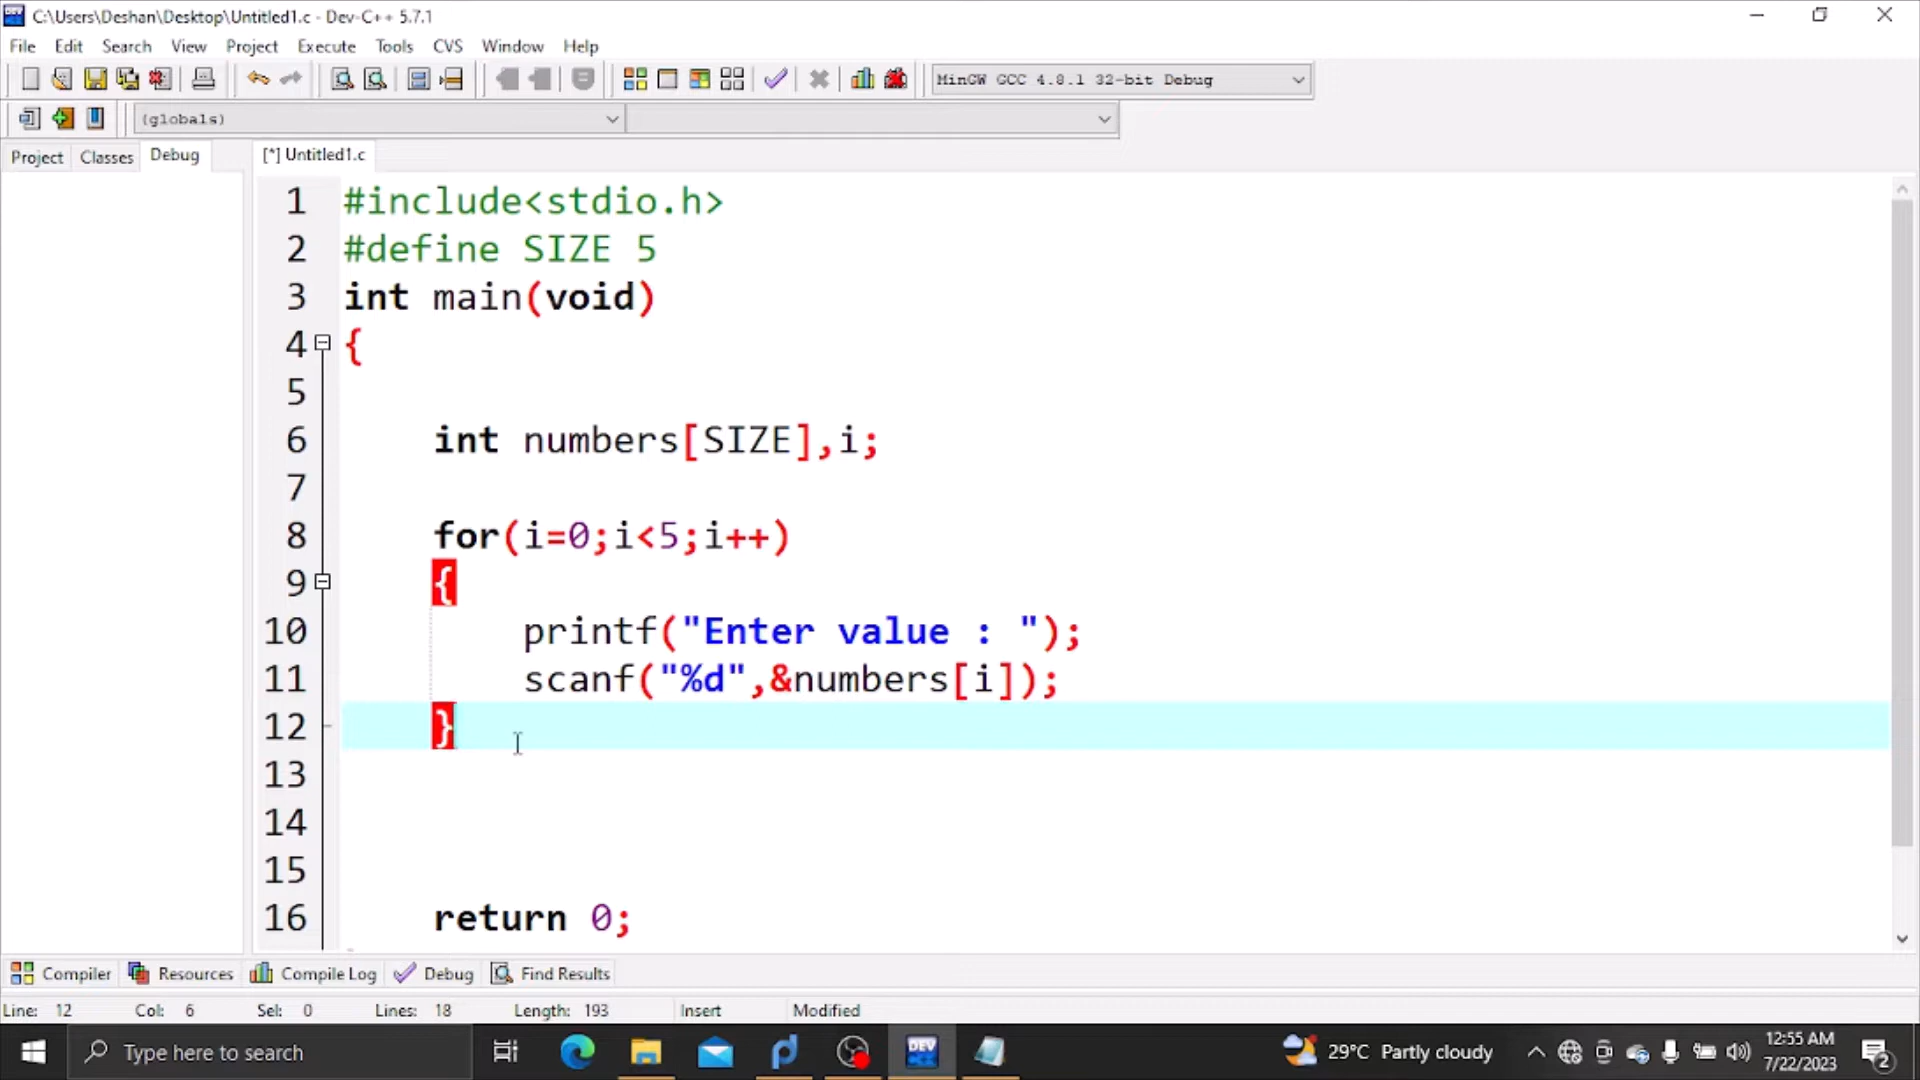 C:\Users\Deshan\Desktop\Untitled1.c - Dev-C++ 5.7.1
File Edit Search View Project Execute Tools CVS Window Help
MinGW GCC 4.8.1 32-bit Debug
(globals)
Project Classes Debug [*] Untitled1.c
1 #include<stdio.h>
2 #define SIZE 5
3 int main(void)
4 {
5
6 int numbers[SIZE],i;
7
8 for(i=0;i<5;i++)
9 {
10 printf("Enter value : ");
11 scanf("%d",&numbers[i]);
12 }
13
14
15
16 return 0;
Compiler Resources Compile Log Debug Find Results
Line: 12 Col: 6 Sel: 0 Lines: 18 Length: 193 Insert Modified
Type here to search DEV 29°C Partly cloudy 12:55 AM
7/22/2023 2